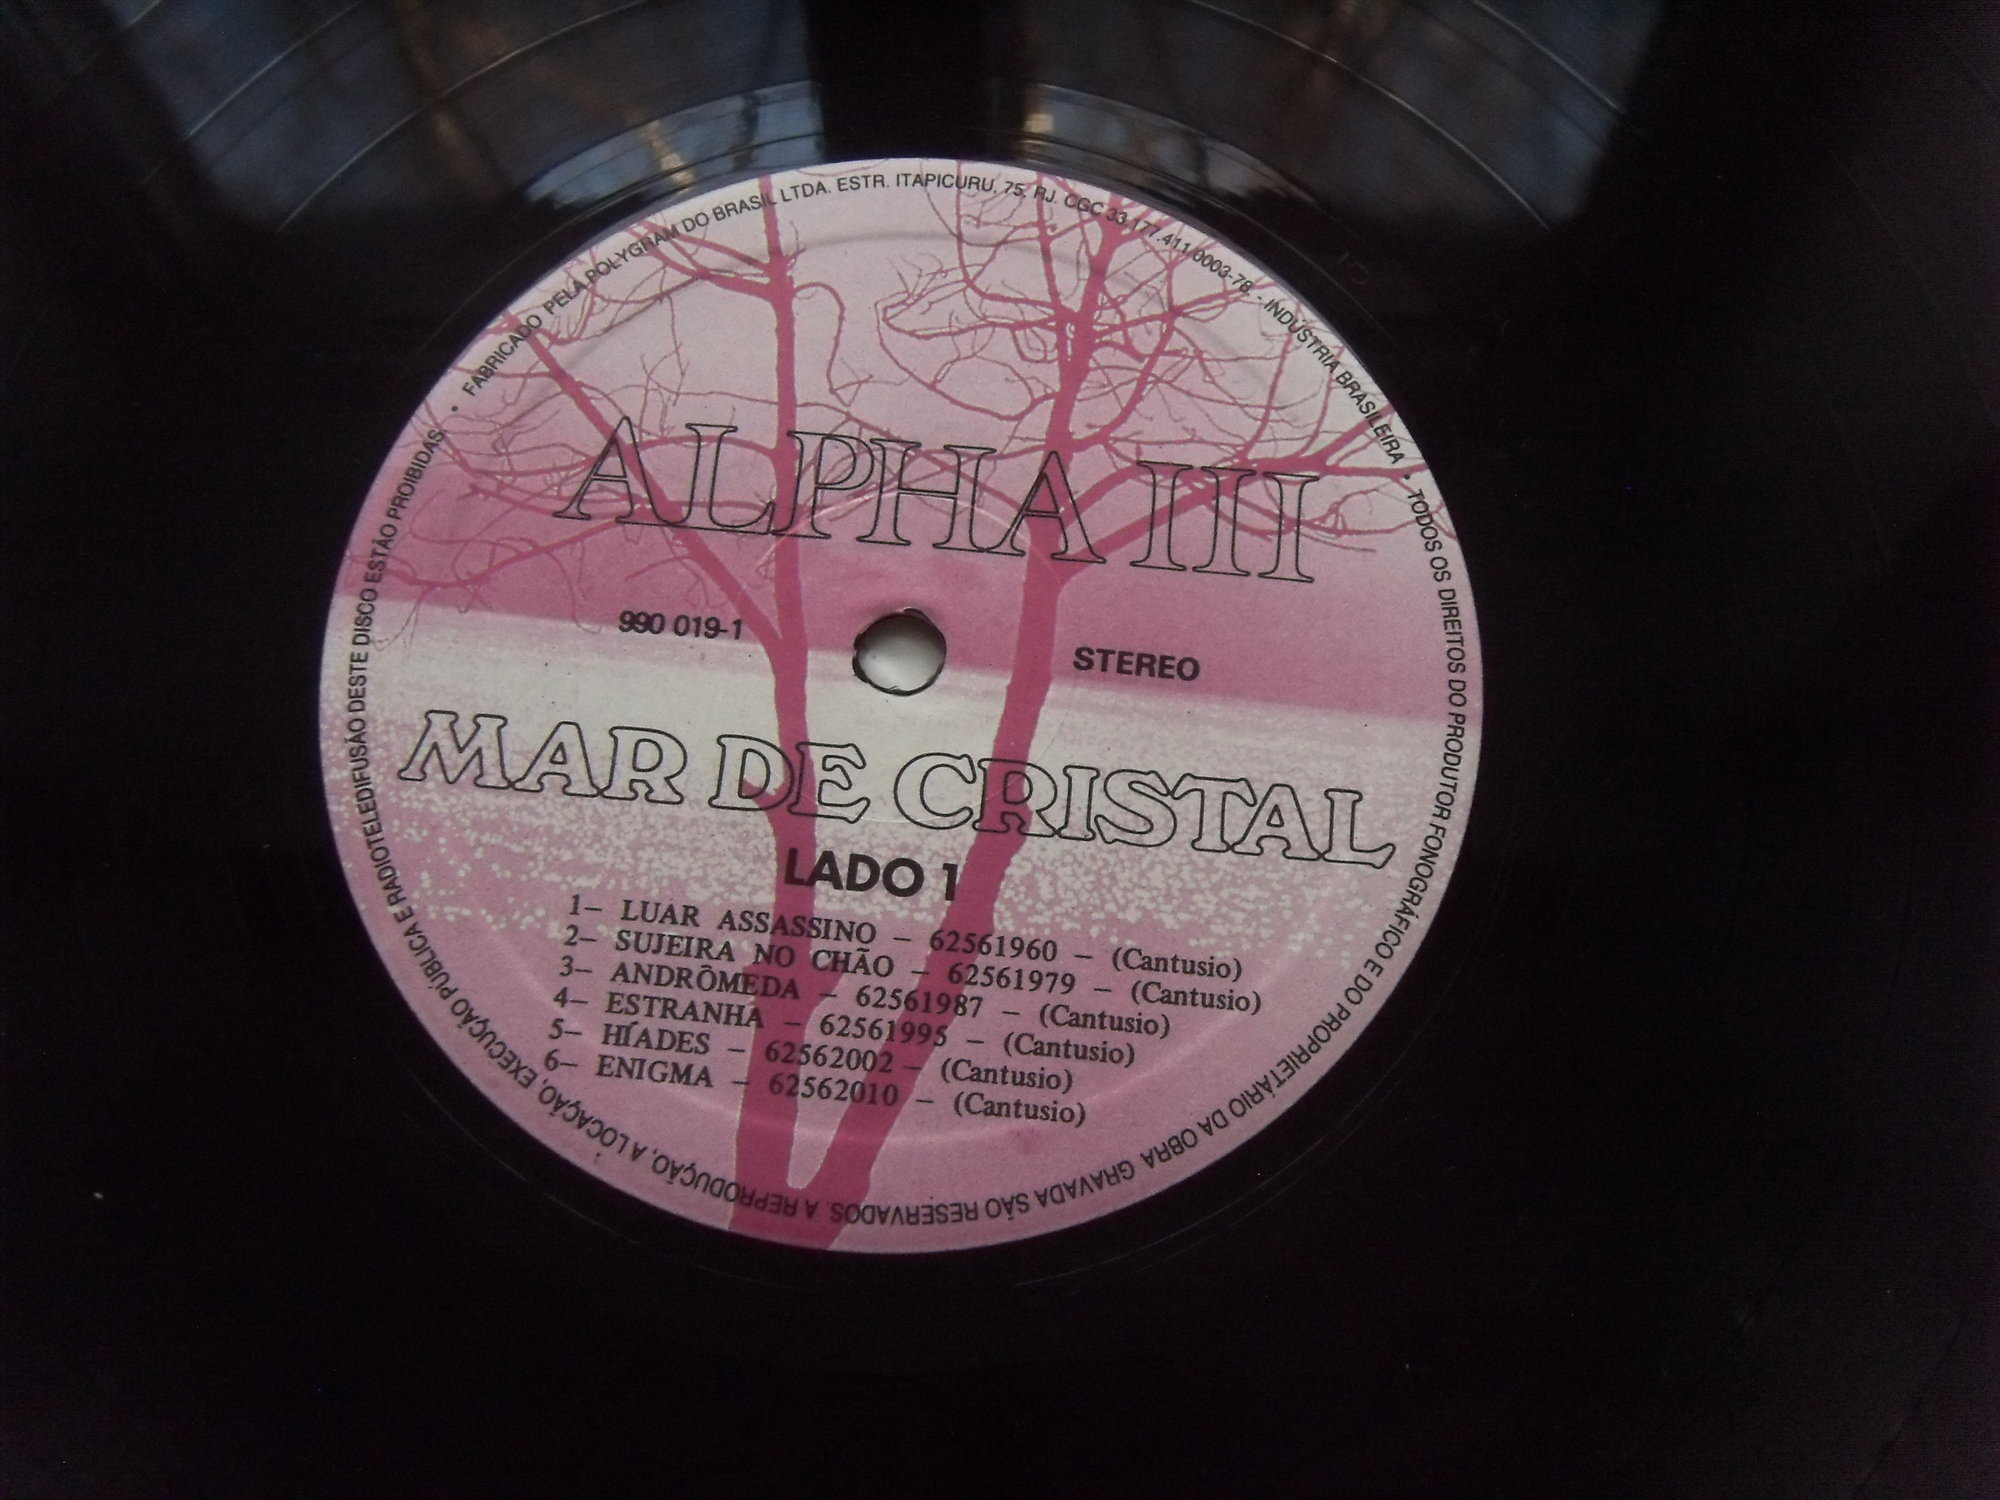 FABRICADO PELA POLYGRAM DO BRASIL LTDA. ESTR. ITAPICURU, 75, RJ. CGC 33.177.411/0003-78. - INDÚSTRIA BRASILEIRA •
TODOS OS DIREITOS DO PRODUTOR FONOGRÁFICO E DO PROPRIETÁRIO DA OBRA GRAVADA SÃO RESERVADOS. A REPRODUÇÃO, A LOCAÇÃO, EXECUÇÃO PÚBLICA E RADIOTELEDIFUSÃO DESTE DISCO ESTÃO PROIBIDAS. •
ALPHA III
990 019-1
STEREO
MAR DE CRISTAL
LADO 1
1– LUAR ASSASSINO – 62561960 – (Cantusio)
2– SUJEIRA NO CHÃO – 62561979 – (Cantusio)
3– ANDRÔMEDA – 62561987 – (Cantusio)
4– ESTRANHA – 62561995 – (Cantusio)
5– HÍADES – 62562002 – (Cantusio)
6– ENIGMA – 62562010 – (Cantusio)